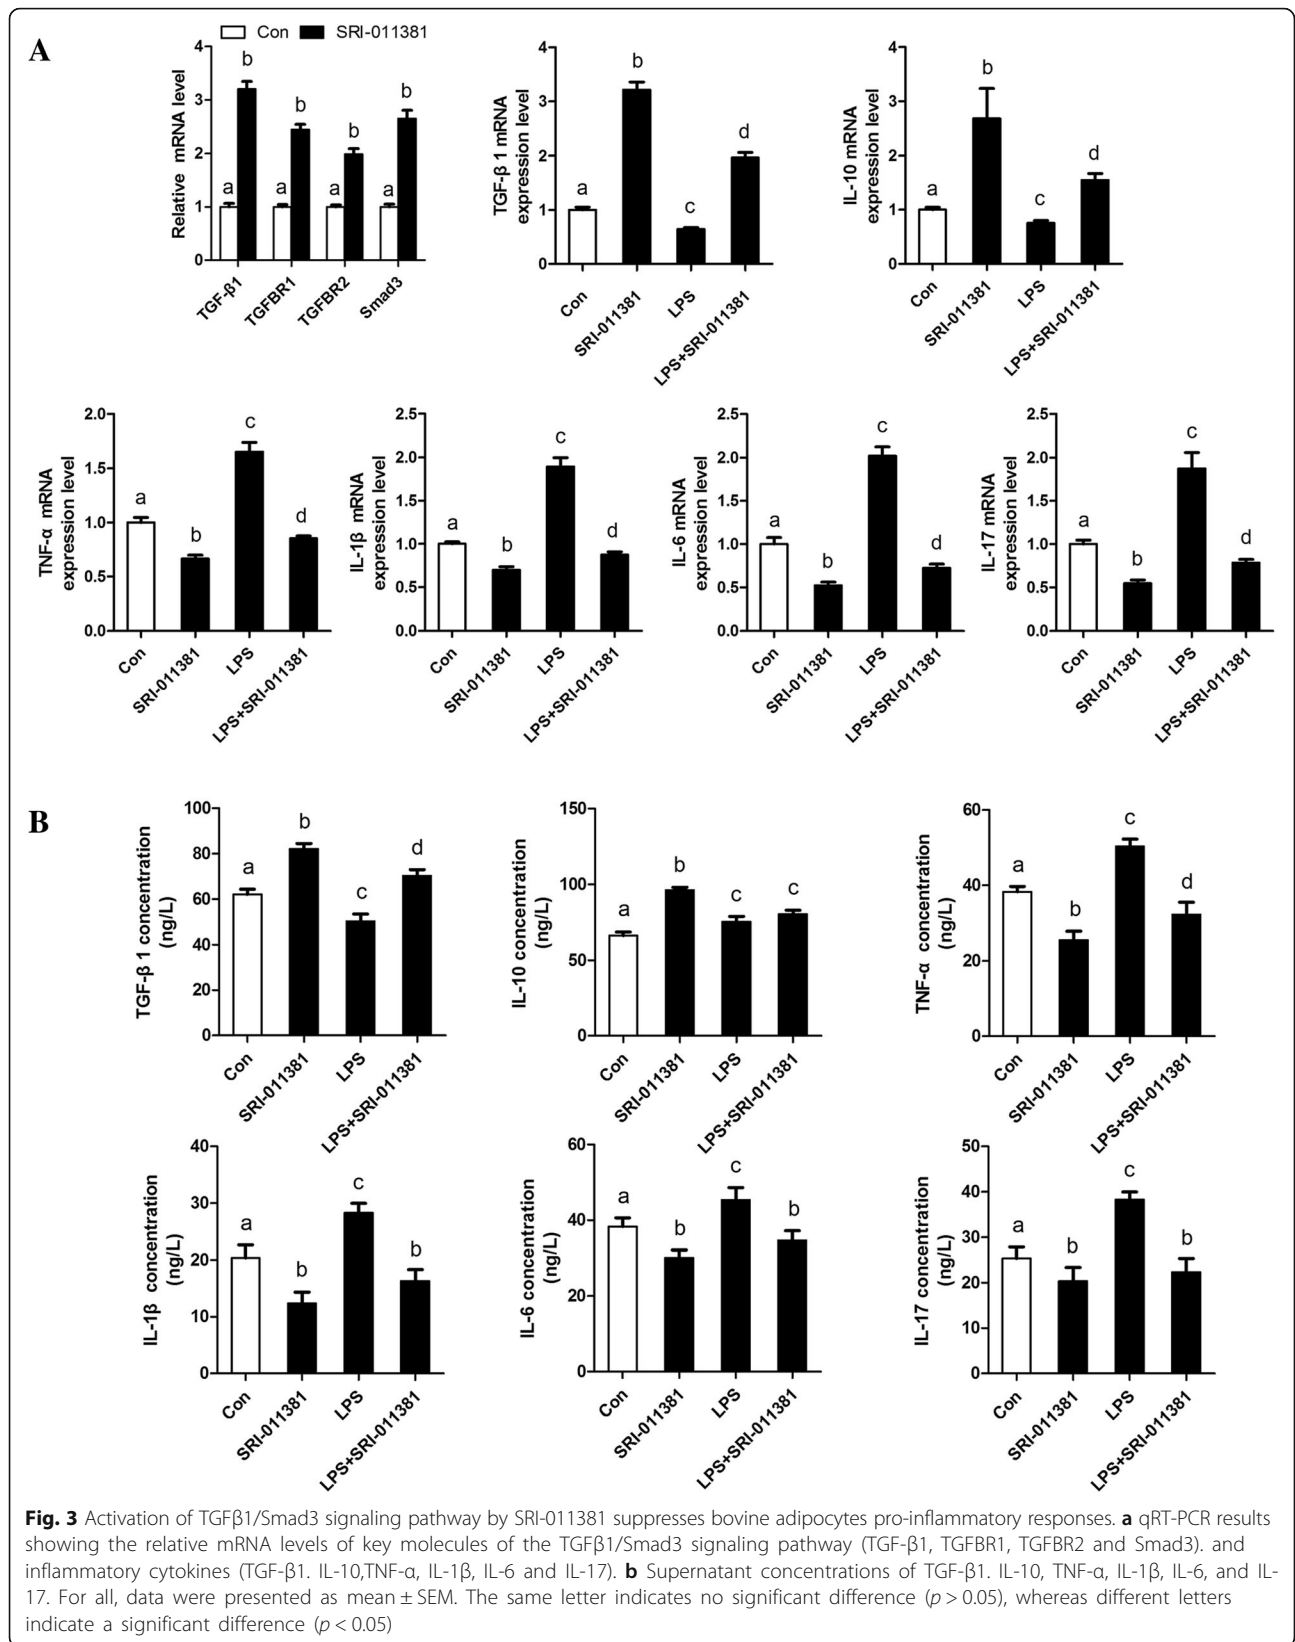 A
Con SRI-011381
Relative mRNA level
4
3
2
1
0
b
b
b
b
a
a
a
a
TGF-β1
TGFBR1
TGFBR2
Smad3
TGF-β 1 mRNA
expression level
4
3
2
1
0
a
b
c
d
Con
SRI-011381
LPS
LPS+SRI-011381
IL-10 mRNA
expression level
4
3
2
1
0
a
b
c
d
Con
SRI-011381
LPS
LPS+SRI-011381
TNF-α mRNA
expression level
2.0
1.5
1.0
0.5
0.0
a
b
c
d
Con
SRI-011381
LPS
LPS+SRI-011381
IL-1β mRNA
expression level
2.5
2.0
1.5
1.0
0.5
0.0
a
b
c
d
Con
SRI-011381
LPS
LPS+SRI-011381
IL-6 mRNA
expression level
2.5
2.0
1.5
1.0
0.5
0.0
a
b
c
d
Con
SRI-011381
LPS
LPS+SRI-011381
IL-17 mRNA
expression level
2.5
2.0
1.5
1.0
0.5
0.0
a
b
c
d
Con
SRI-011381
LPS
LPS+SRI-011381
B
TGF-β 1 concentration
(ng/L)
100
80
60
40
20
0
a
b
c
d
Con
SRI-011381
LPS
LPS+SRI-011381
IL-10 concentration
(ng/L)
150
100
50
0
a
b
c
c
Con
SRI-011381
LPS
LPS+SRI-011381
TNF-α concentration
(ng/L)
60
40
20
0
a
b
c
d
Con
SRI-011381
LPS
LPS+SRI-011381
IL-1β concentration
(ng/L)
40
30
20
10
0
a
b
c
b
Con
SRI-011381
LPS
LPS+SRI-011381
IL-6 concentration
(ng/L)
60
40
20
0
a
b
c
b
Con
SRI-011381
LPS
LPS+SRI-011381
IL-17 concentration
(ng/L)
50
40
30
20
10
0
a
b
c
b
Con
SRI-011381
LPS
LPS+SRI-011381
Fig. 3 Activation of TGFβ1/Smad3 signaling pathway by SRI-011381 suppresses bovine adipocytes pro-inflammatory responses. a qRT-PCR results
showing the relative mRNA levels of key molecules of the TGFβ1/Smad3 signaling pathway (TGF-β1, TGFBR1, TGFBR2 and Smad3). and
inflammatory cytokines (TGF-β1. IL-10,TNF-α, IL-1β, IL-6 and IL-17). b Supernatant concentrations of TGF-β1. IL-10, TNF-α, IL-1β, IL-6, and IL-
17. For all, data were presented as mean ± SEM. The same letter indicates no significant difference (p > 0.05), whereas different letters
indicate a significant difference (p < 0.05)